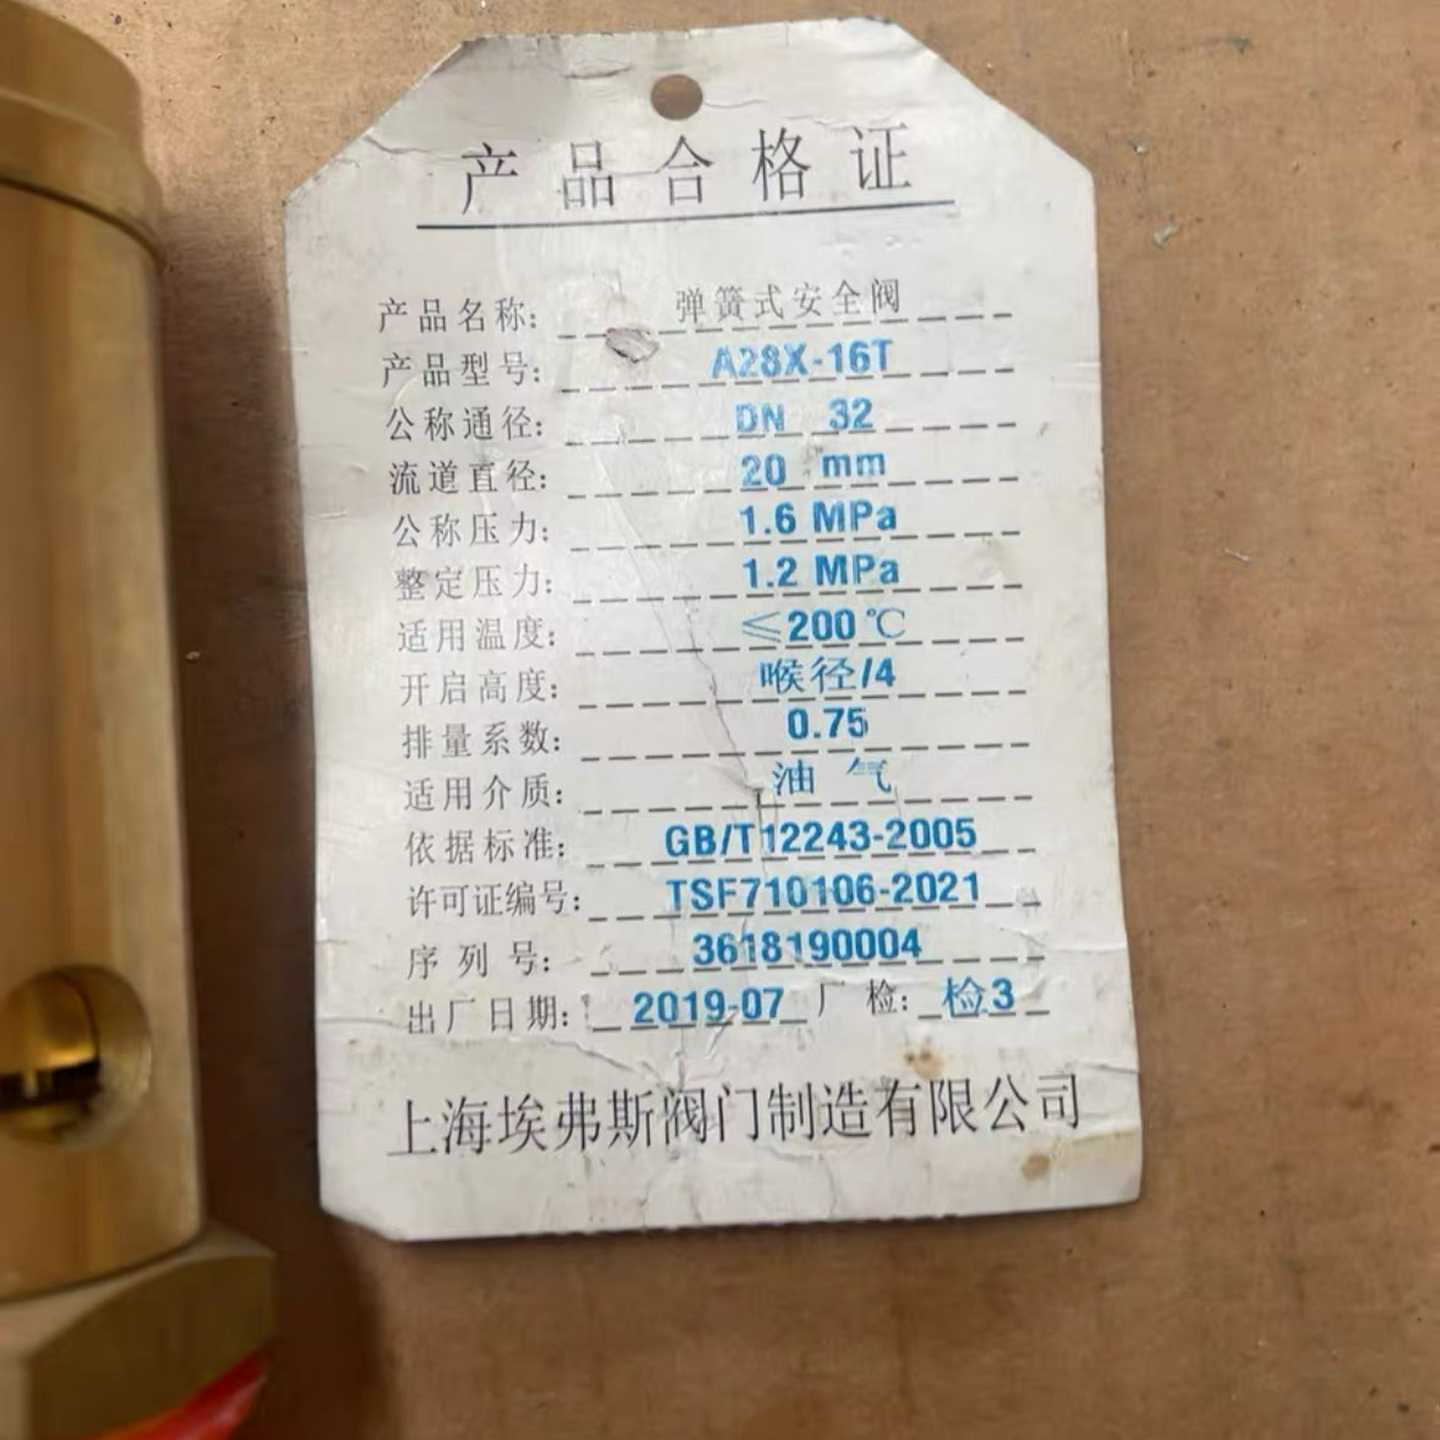 产品合格证
产品名称: 弹簧式安全阀
产品型号: A28X-16T
公称通径: DN 32
流道直径: 20 mm
公称压力: 1.6 MPa
整定压力: 1.2 MPa
适用温度: ≤200℃
开启高度: 喉径/4
排量系数: 0.75
适用介质: 油 气
依据标准: GB/T12243-2005
许可证编号: TSF710106-2021
序列号: 3618190004
出厂日期: 2019-07 厂检: 检3
上海埃弗斯阀门制造有限公司